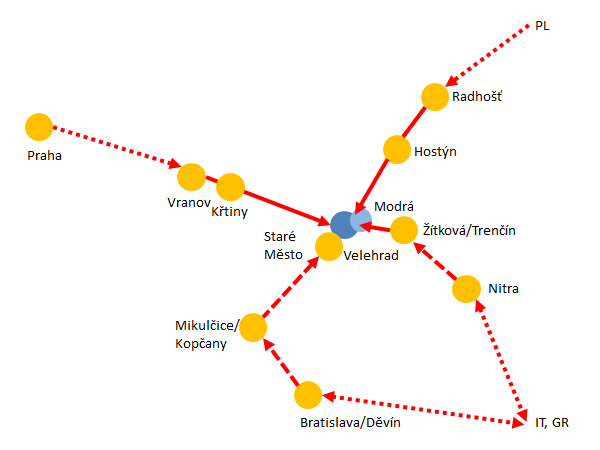 PL
Radhošť
Praha
Hostýn
Vranov
Křtiny
Modrá
Žítková/Trenčín
Staré
Město
Velehrad
Nitra
Mikulčice/
Kopčany
Bratislava/Děvín
IT, GR